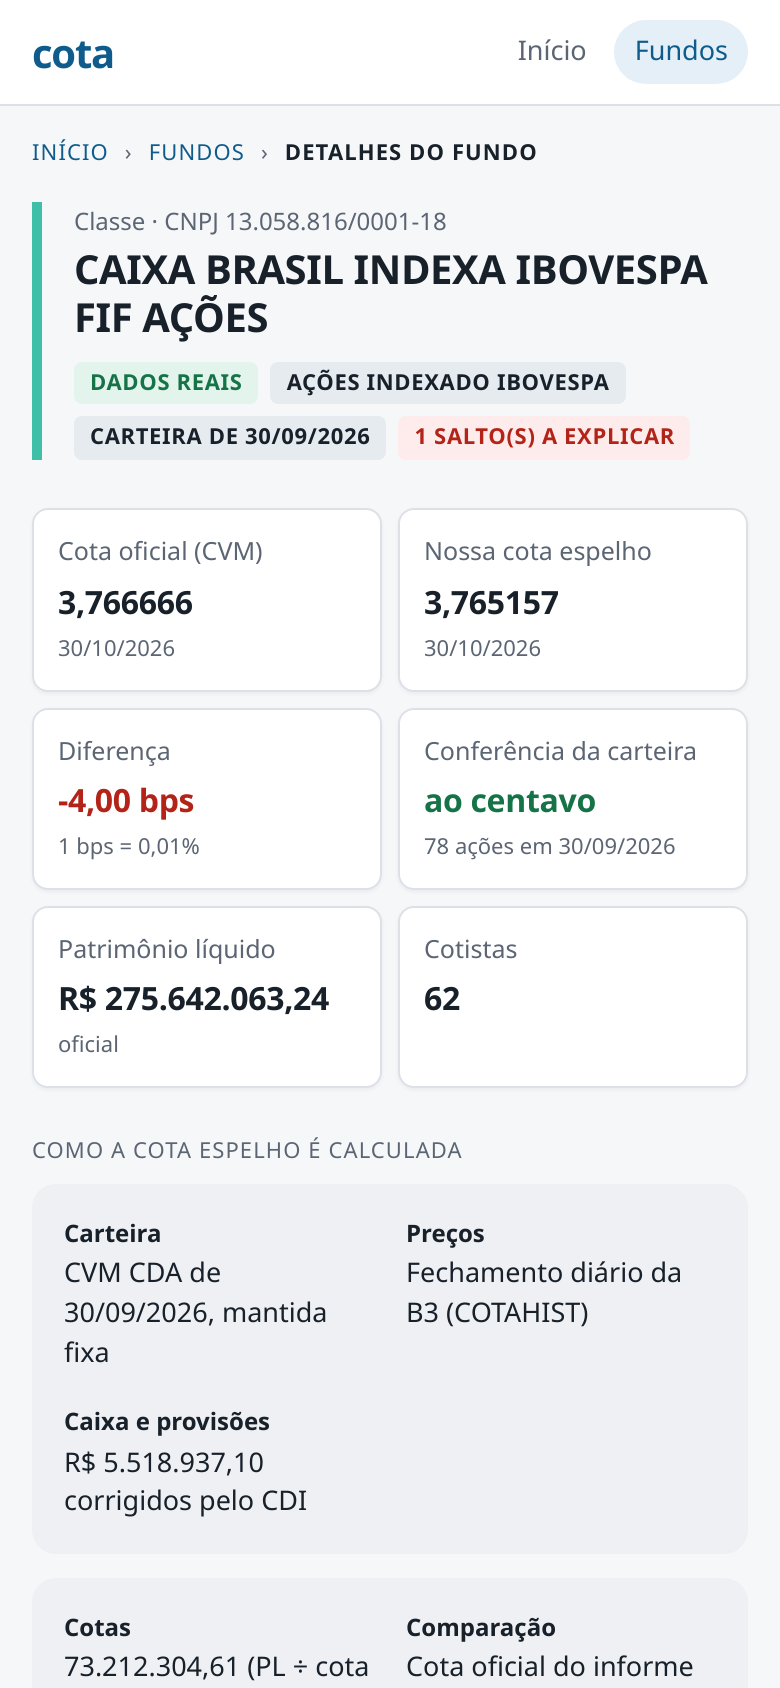 cota
Início
Fundos
INÍCIO › FUNDOS › DETALHES DO FUNDO
Classe · CNPJ 13.058.816/0001-18
CAIXA BRASIL INDEXA IBOVESPA
FIF AÇÕES
DADOS REAIS
AÇÕES INDEXADO IBOVESPA
CARTEIRA DE 30/09/2026
1 SALTO(S) A EXPLICAR
Cota oficial (CVM)
3,766666
30/10/2026
Nossa cota espelho
3,765157
30/10/2026
Diferença
-4,00 bps
1 bps = 0,01%
Conferência da carteira
ao centavo
78 ações em 30/09/2026
Patrimônio líquido
R$ 275.642.063,24
oficial
Cotistas
62
COMO A COTA ESPELHO É CALCULADA
Carteira
CVM CDA de
30/09/2026, mantida
fixa
Preços
Fechamento diário da
B3 (COTAHIST)
Caixa e provisões
R$ 5.518.937,10
corrigidos pelo CDI
Cotas
73.212.304,61 (PL ÷ cota
Comparação
Cota oficial do informe